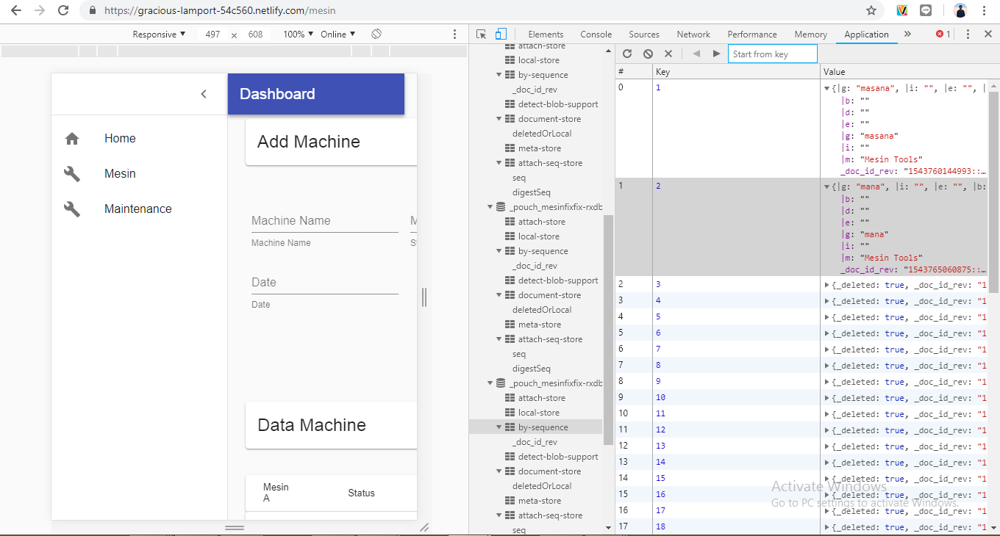 https://gracious-lamport-54c560.netlify.com/mesin
Responsive ▼ 497 × 608 100% ▼ Online ▼
Elements Console Sources Network Performance Memory Application » 1
Dashboard
Home
Mesin
Maintenance
Add Machine
Machine Name M
Machine Name St
Date
Date
Data Machine
Mesin
A
Status
attach-store
local-store
by-sequence
_doc_id_rev
detect-blob-support
document-store
deletedOrLocal
meta-store
attach-seq-store
seq
digestSeq
_pouch_mesinfixfix-rxdb
attach-store
local-store
by-sequence
_doc_id_rev
detect-blob-support
document-store
deletedOrLocal
meta-store
attach-seq-store
seq
digestSeq
_pouch_mesinfixfix-rxdb
attach-store
local-store
by-sequence
_doc_id_rev
detect-blob-support
document-store
deletedOrLocal
meta-store
attach-seq-store
seq
Start from key
# Key Value
0 1 {|g: "masana", |i: "", |e: "", |
|b: ""
|d: ""
|e: ""
|g: "masana"
|i: ""
|m: "Mesin Tools"
_doc_id_rev: "1543760144993::…
1 2 {|g: "mana", |i: "", |e: "", |b:
|b: ""
|d: ""
|e: ""
|g: "mana"
|i: ""
|m: "Mesin Tools"
_doc_id_rev: "1543765060875::…
2 3 {_deleted: true, _doc_id_rev: "1
3 4 {_deleted: true, _doc_id_rev: "1
4 5 {_deleted: true, _doc_id_rev: "1
5 6 {_deleted: true, _doc_id_rev: "1
6 7 {_deleted: true, _doc_id_rev: "1
7 8 {_deleted: true, _doc_id_rev: "1
8 9 {_deleted: true, _doc_id_rev: "1
9 10 {_deleted: true, _doc_id_rev: "1
10 11 {_deleted: true, _doc_id_rev: "1
11 12 {_deleted: true, _doc_id_rev: "1
12 13 {_deleted: true, _doc_id_rev: "1
13 14 {_deleted: true, _doc_id_rev: "1
14 15 {_deleted: true, _doc_id_rev: "1
15 16 {_deleted: true, _doc_id_rev: "1
16 17 {_deleted: true, _doc_id_rev: "1
17 18 {_deleted: true, _doc_id_rev: "1
Activate Windows
Go to PC settings to activate Windows.